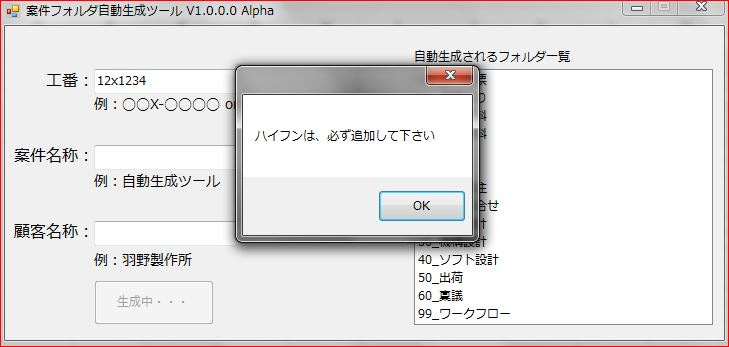 案件フォルダ自動生成ツール V1.0.0.0 Alpha
自動生成されるフォルダ一覧
工番：
12x1234
例：○○X-○○○○
ハイフンは、必ず追加して下さい
OK
案件名称：
例：自動生成ツール
顧客名称：
例：羽野製作所
生成中・・・
40_ソフト設計
50_出荷
60_稟議
99_ワークフロー